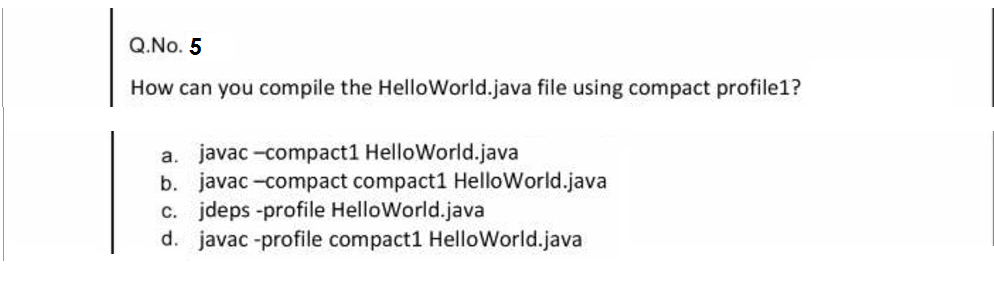 Q.No. 5
How can you compile the HelloWorld.java file using compact profile1?
a. javac –compact1 HelloWorld.java
b. javac –compact compact1 HelloWorld.java
c. jdeps -profile HelloWorld.java
d. javac -profile compact1 HelloWorld.java